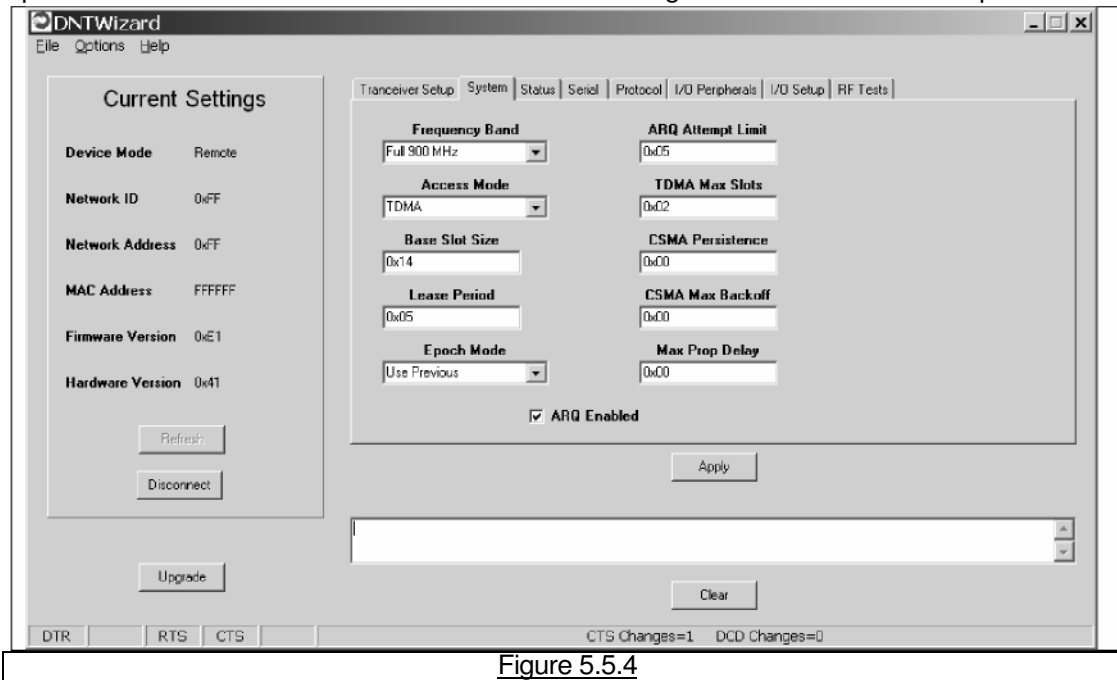 DNTWizard
File Options Help
Current Settings
Device Mode Remote
Network ID 0xFF
Network Address 0xFF
MAC Address FFFFFF
Firmware Version 0xE1
Hardware Version 0x41
Refresh
Disconnect
Upgrade
Tranceiver Setup System Status Serial Protocol I/O Peripherals I/O Setup RF Tests
Frequency Band
Full 900 MHz
Access Mode
TDMA
Base Slot Size
0x14
Lease Period
0x05
Epoch Mode
Use Previous
ARQ Attempt Limit
0x05
TDMA Max Slots
0x02
CSMA Persistence
0x00
CSMA Max Backoff
0x00
Max Prop Delay
0x00
ARQ Enabled
Apply
Clear
DTR RTS CTS CTS Changes=1 DCD Changes=0
Figure 5.5.4